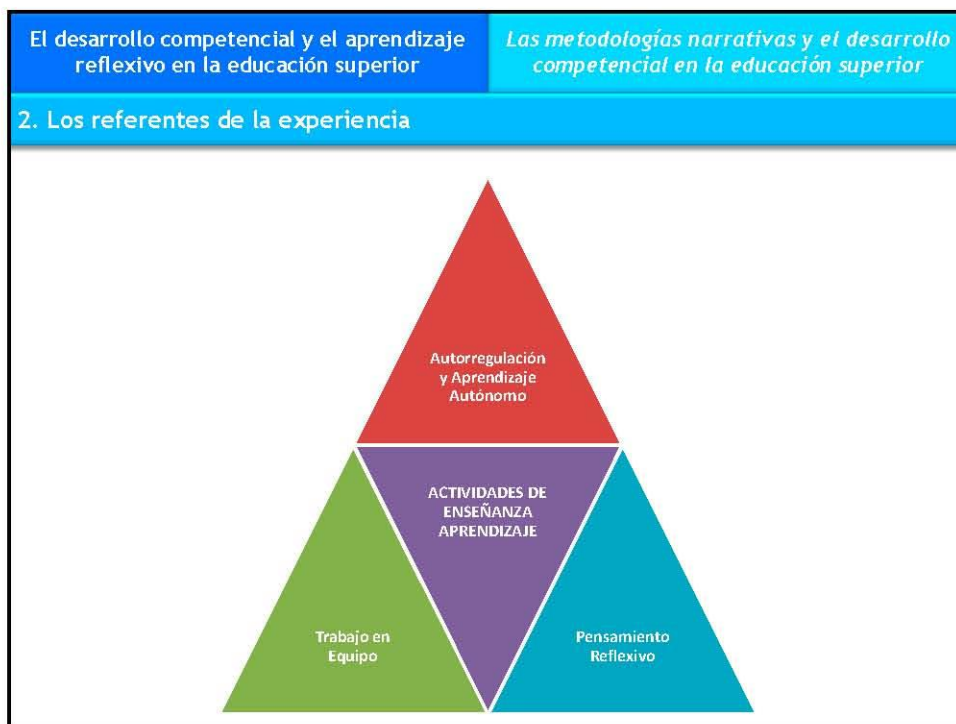 El desarrollo competencial y el aprendizaje
reflexivo en la educación superior
Las metodologías narrativas y el desarrollo
competencial en la educación superior
2. Los referentes de la experiencia
Autorregulación
y Aprendizaje
Autónomo
ACTIVIDADES DE
ENSEÑANZA
APRENDIZAJE
Trabajo en
Equipo
Pensamiento
Reflexivo